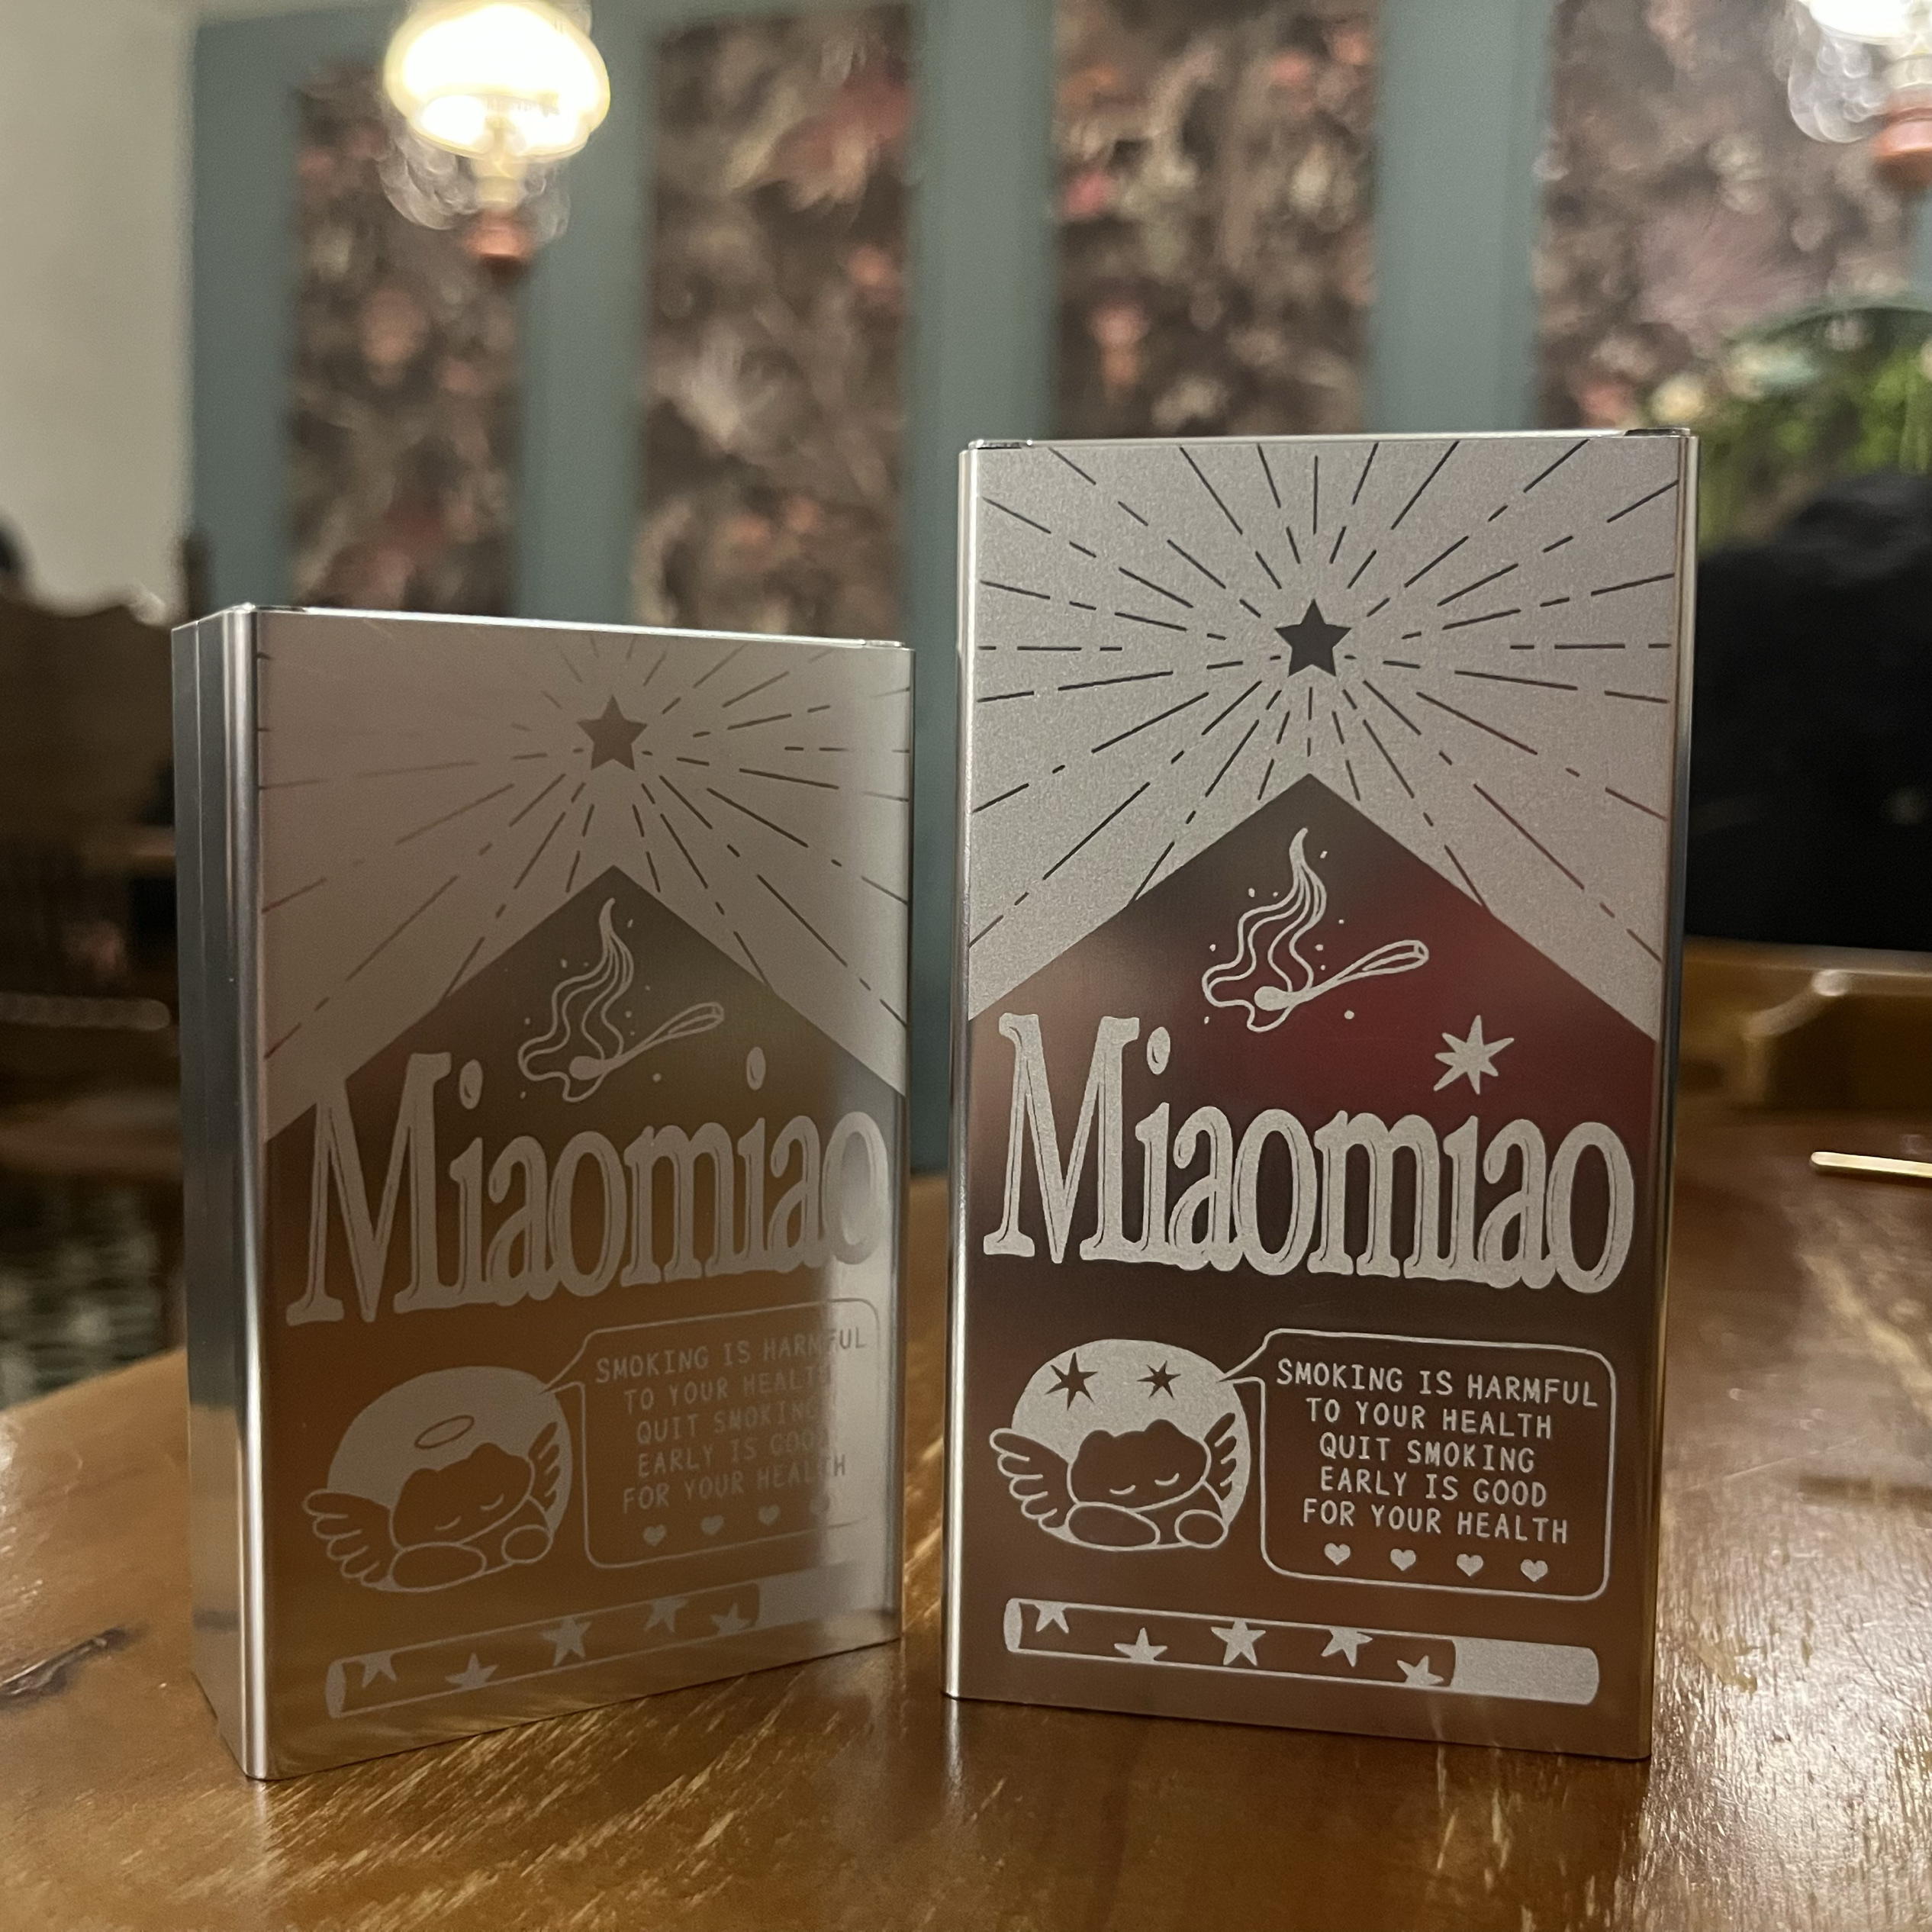 Miaomiao
SMOKING IS HARMFUL
TO YOUR HEALTH
QUIT SMOKING
EARLY IS GOOD
FOR YOUR HEALTH
Miaomiao
SMOKING IS HARMFUL
TO YOUR HEALTH
QUIT SMOKING
EARLY IS GOOD
FOR YOUR HEALTH